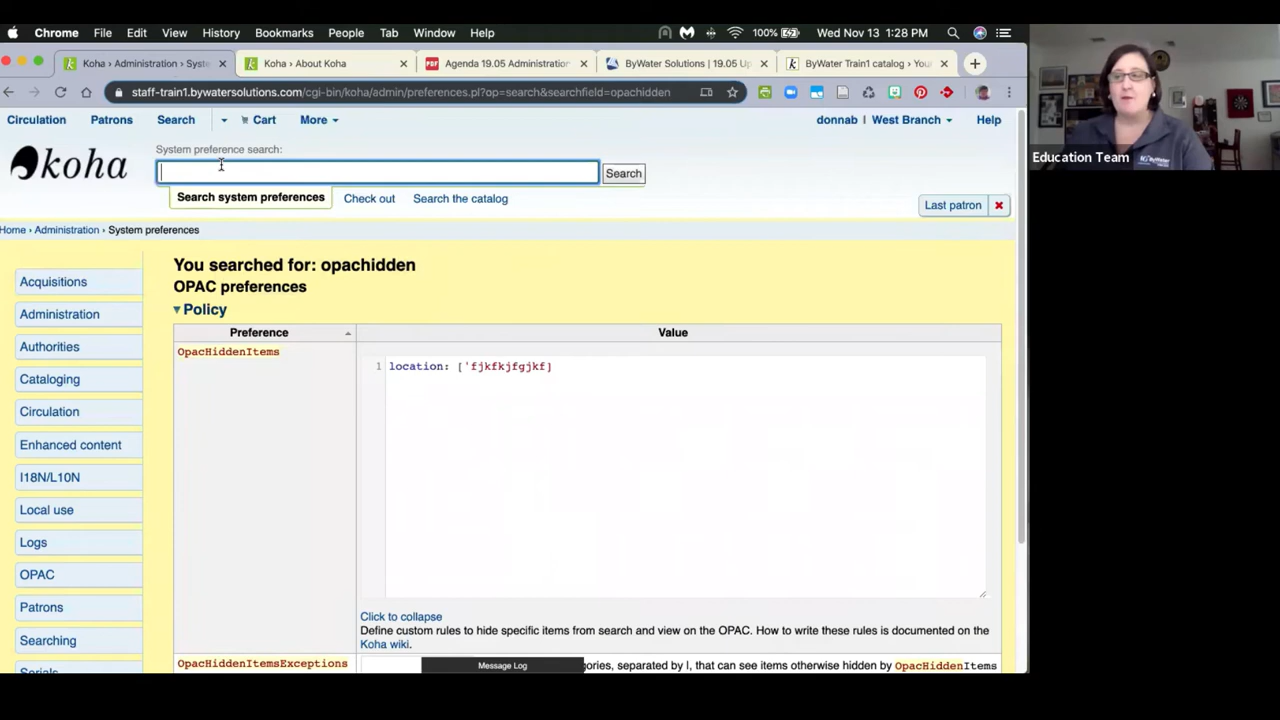 Chrome File Edit View History Bookmarks People Tab Window Help 100% Wed Nov 13 1:28 PM
Koha › Administration › Syste × Koha › About Koha × Agenda 19.05 Administration × ByWater Solutions | 19.05 Up × ByWater Train1 catalog › You × +
staff-train1.bywatersolutions.com/cgi-bin/koha/admin/preferences.pl?op=search&searchfield=opachidden
Circulation Patrons Search Cart More donnab | West Branch Help
System preference search:
koha
Search
Search system preferences Check out Search the catalog
Last patron ×
Home › Administration › System preferences
Acquisitions
Administration
Authorities
Cataloging
Circulation
Enhanced content
I18N/L10N
Local use
Logs
OPAC
Patrons
Searching
Serials
You searched for: opachidden
OPAC preferences
Policy
Preference Value
OpacHiddenItems
1 location: ['fjkfkjfgjkf]
Click to collapse
Define custom rules to hide specific items from search and view on the OPAC. How to write these rules is documented on the
Koha wiki.
OpacHiddenItemsExceptions
Message Log
ories, separated by |, that can see items otherwise hidden by OpacHiddenItems
Education Team
ByWater